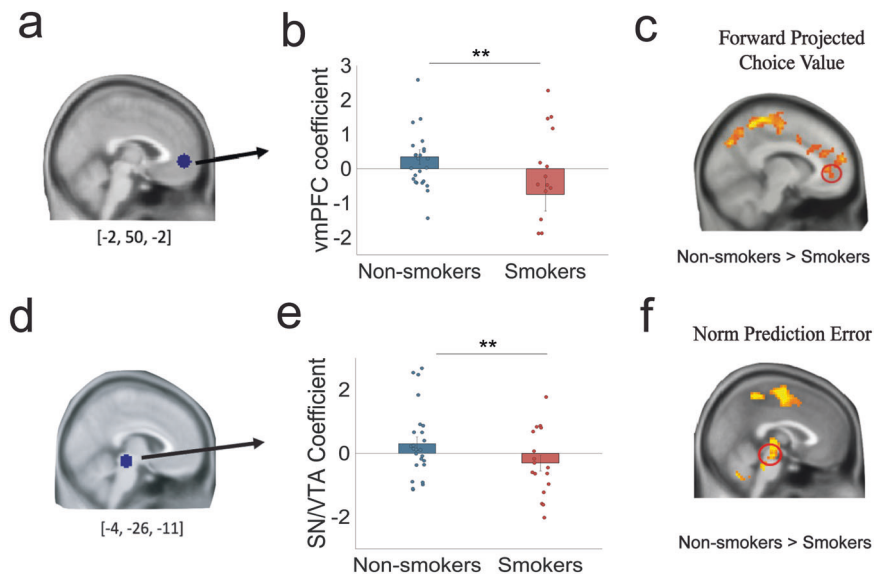 a
[-2, 50, -2]
b
**
vmPFC coefficient
3
2
1
0
-1
-2
Non-smokers Smokers
c
Forward Projected
Choice Value
Non-smokers > Smokers
d
[-4, -26, -11]
e
**
SN/VTA Coefficient
2
0
-2
Non-smokers Smokers
f
Norm Prediction Error
Non-smokers > Smokers